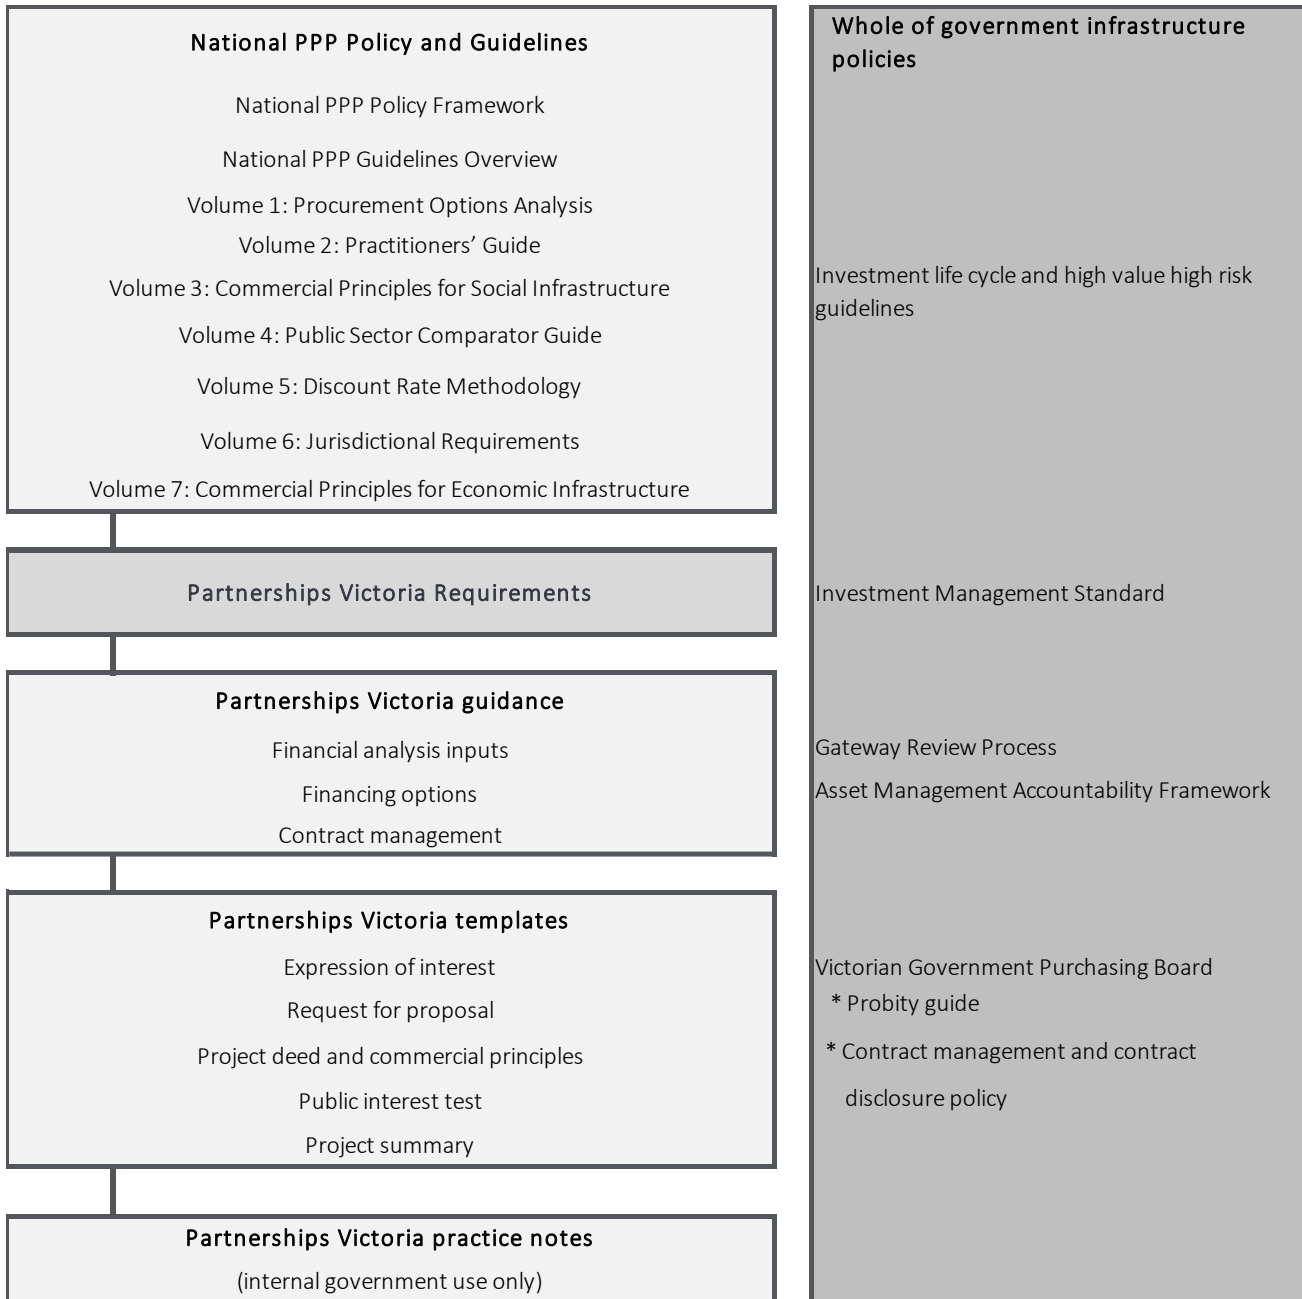 National PPP Policy and Guidelines
National PPP Policy Framework
National PPP Guidelines Overview
Volume 1: Procurement Options Analysis
Volume 2: Practitioners’ Guide
Volume 3: Commercial Principles for Social Infrastructure
Volume 4: Public Sector Comparator Guide
Volume 5: Discount Rate Methodology
Volume 6: Jurisdictional Requirements
Volume 7: Commercial Principles for Economic Infrastructure
Partnerships Victoria Requirements
Partnerships Victoria guidance
Financial analysis inputs
Financing options
Contract management
Partnerships Victoria templates
Expression of interest
Request for proposal
Project deed and commercial principles
Public interest test
Project summary
Partnerships Victoria practice notes
(internal government use only)
Whole of government infrastructure
policies
Investment life cycle and high value high risk
guidelines
Investment Management Standard
Gateway Review Process
Asset Management Accountability Framework
Victorian Government Purchasing Board
* Probity guide
* Contract management and contract
disclosure policy